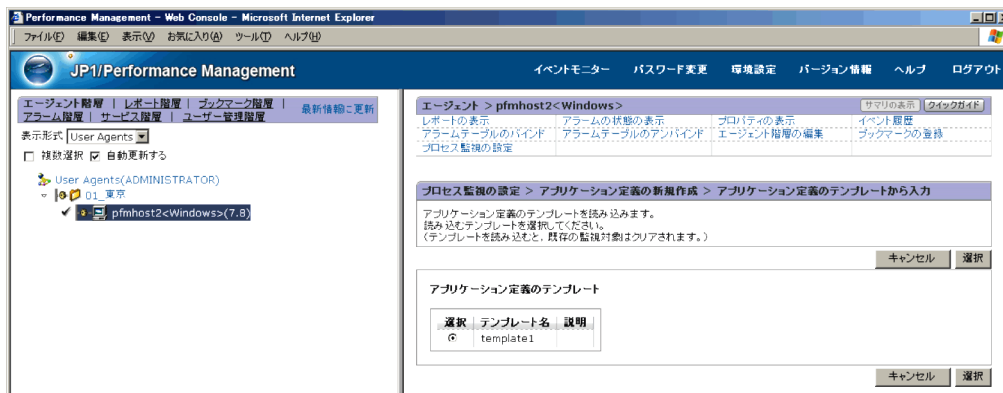 Performance Management - Web Console - Microsoft Internet Explorer
ファイル(F) 編集(E) 表示(V) お気に入り(A) ツール(T) ヘルプ(H)
JP1/Performance Management
イベントモニター パスワード変更 環境設定 バージョン情報 ヘルプ ログアウト
エージェント階層 | レポート階層 | ブックマーク階層 |
アラーム階層 | サービス階層 | ユーザー管理階層
最新情報に更新
表示形式 User Agents
複数選択 自動更新する
User Agents(ADMINISTRATOR)
01_東京
pfmhost2<Windows>(7.8)
エージェント > pfmhost2<Windows>
サマリの表示 クイックガイド
レポートの表示 アラームの状態の表示 プロパティの表示 イベント履歴
アラームテーブルのバインド アラームテーブルのアンバインド エージェント階層の編集 ブックマークの登録
プロセス監視の設定
プロセス監視の設定 > アプリケーション定義の新規作成 > アプリケーション定義のテンプレートから入力
アプリケーション定義のテンプレートを読み込みます。
読み込むテンプレートを選択してください。
(テンプレートを読み込むと、既存の監視対象はクリアされます。)
キャンセル 選択
アプリケーション定義のテンプレート
選択 テンプレート名 説明
template1
キャンセル 選択